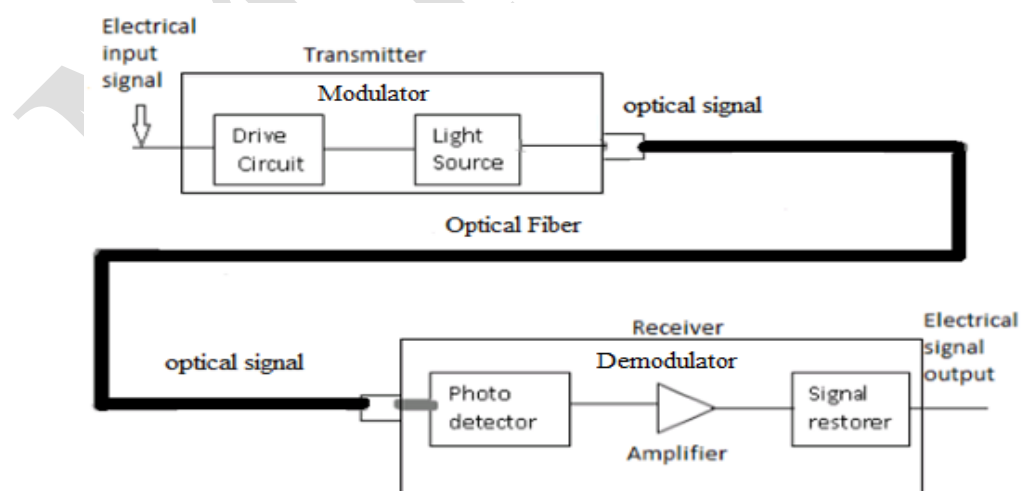 Electrical
input
signal
Transmitter
Modulator
optical signal
Drive
Circuit
Light
Source
Optical Fiber
optical signal
Receiver
Demodulator
Electrical
signal
output
Photo
detector
Amplifier
Signal
restorer